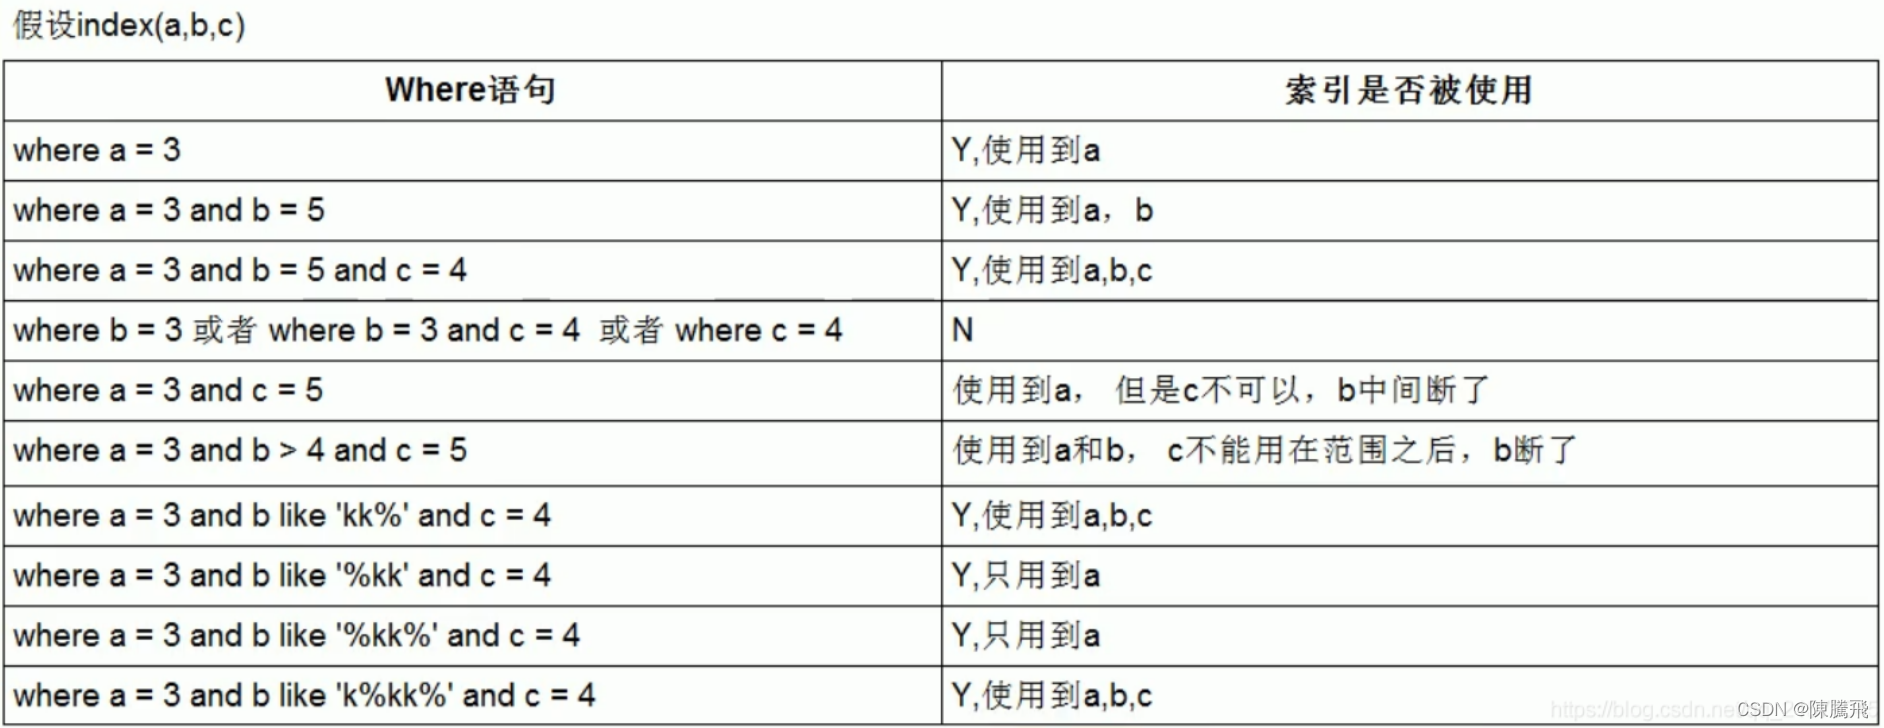 假设index(a,b,c)
Where语句 索引是否被使用
where a = 3 Y,使用到a
where a = 3 and b = 5 Y,使用到a，b
where a = 3 and b = 5 and c = 4 Y,使用到a,b,c
where b = 3 或者 where b = 3 and c = 4 或者 where c = 4 N
where a = 3 and c = 5 使用到a， 但是c不可以，b中间断了
where a = 3 and b > 4 and c = 5 使用到a和b， c不能用在范围之后，b断了
where a = 3 and b like 'kk%' and c = 4 Y,使用到a,b,c
where a = 3 and b like '%kk' and c = 4 Y,只用到a
where a = 3 and b like '%kk%' and c = 4 Y,只用到a
where a = 3 and b like 'k%kk%' and c = 4 Y,使用到a,b,c
CSDN @陳騰飛